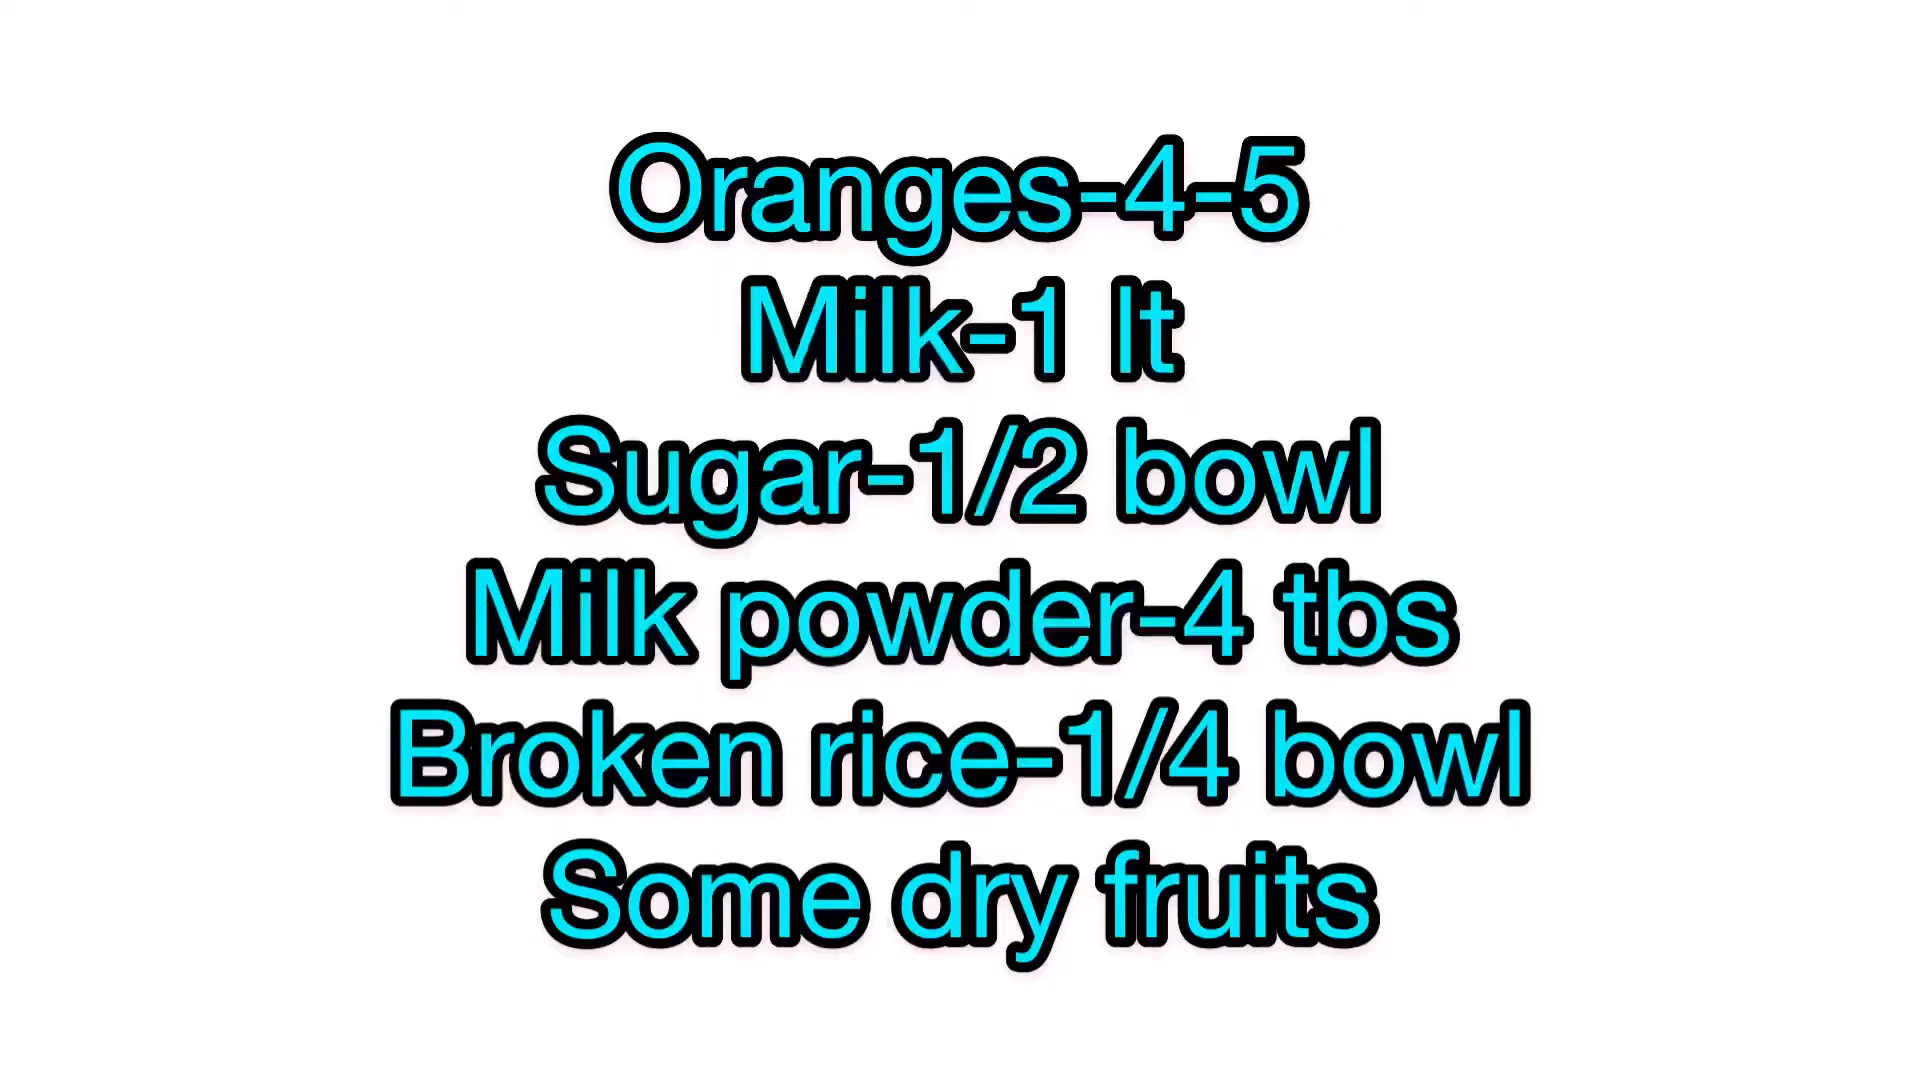 Oranges-4-5
Milk-1 lt
Sugar-1/2 bowl
Milk powder-4 tbs
Broken rice-1/4 bowl
Some dry fruits